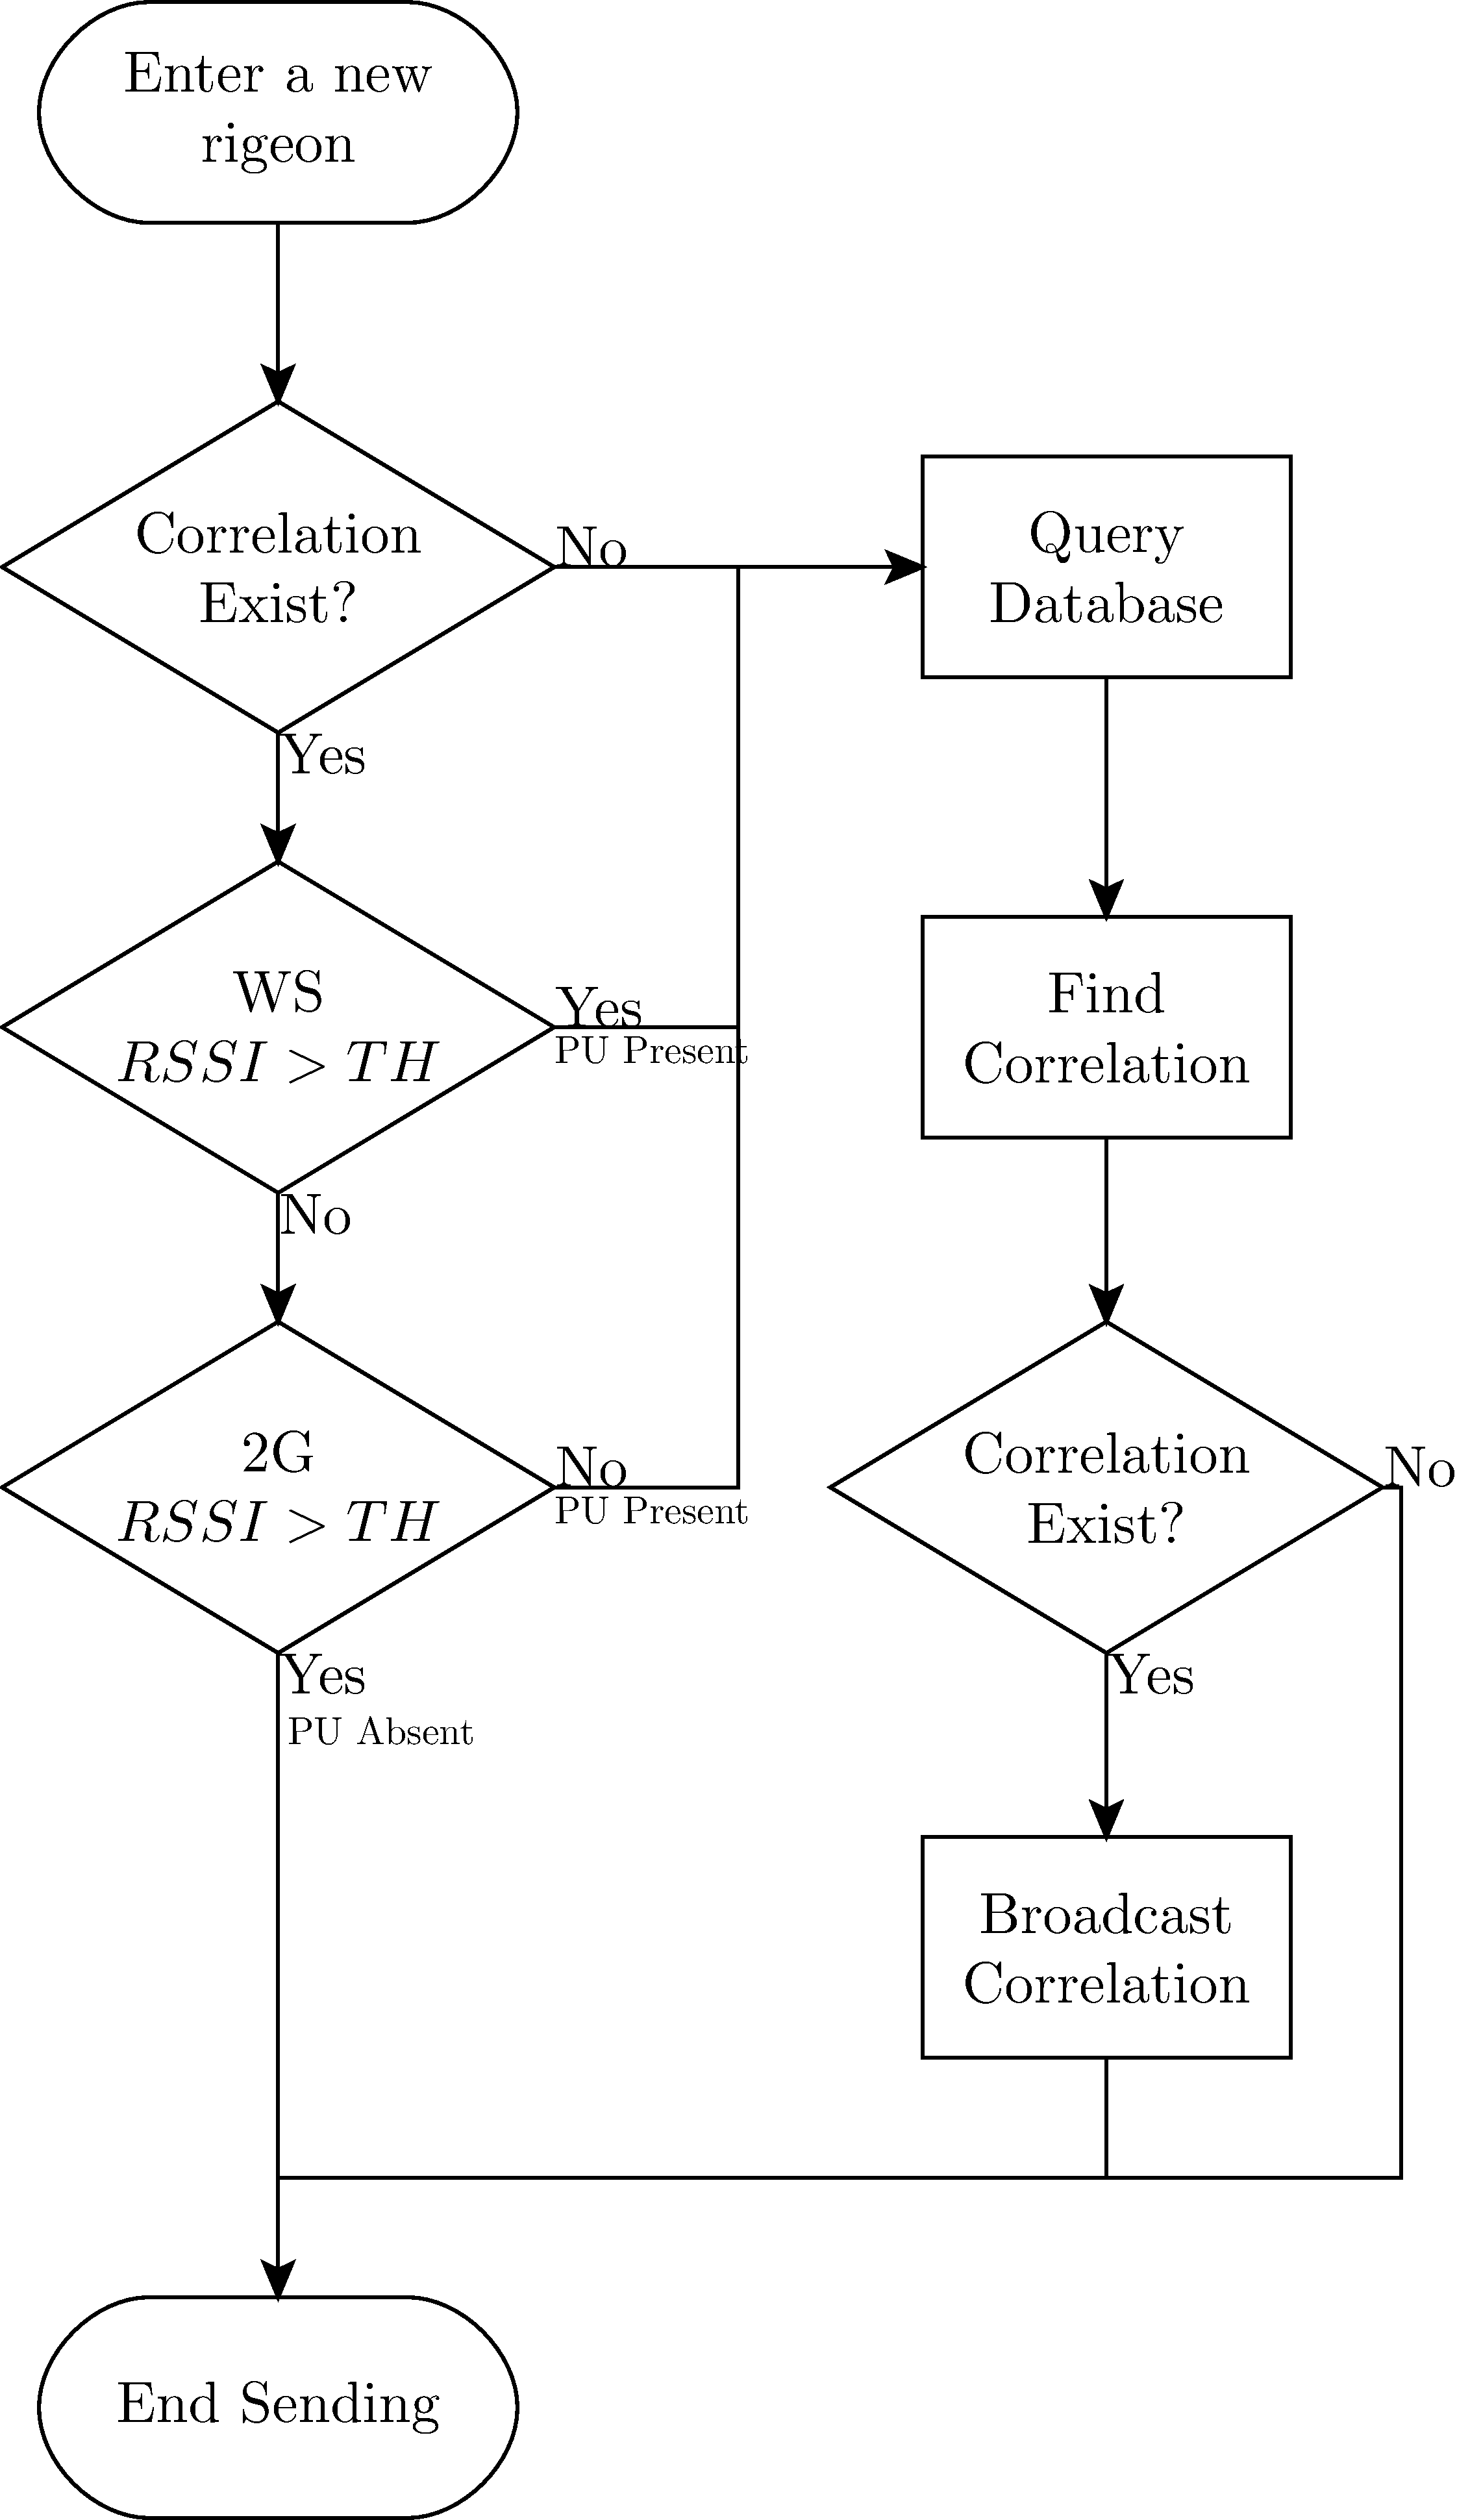 Enter a new
rigeon
Correlation
Exist?
No
Query
Database
Yes
WS
RSSI > TH
Yes
PU Present
Find
Correlation
No
2G
RSSI > TH
No
PU Present
Correlation
Exist?
No
Yes
PU Absent
Yes
Broadcast
Correlation
End Sending